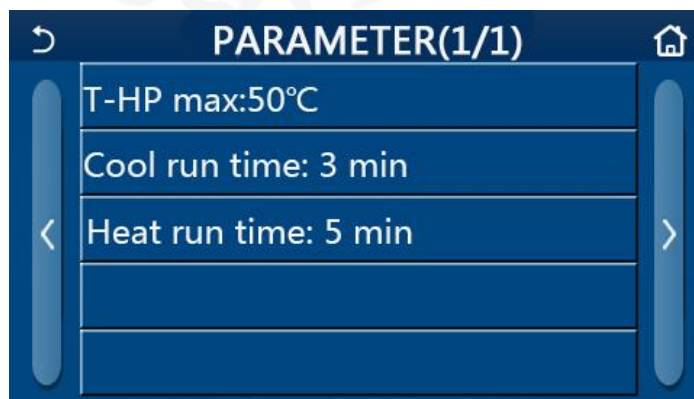 PARAMETER(1/1)
T-HP max:50℃
Cool run time: 3 min
Heat run time: 5 min